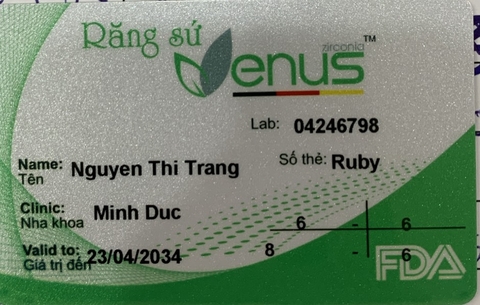 Răng sứ
Venus
zirconia
TM
Lab: 04246798
Name: Nguyen Thi Trang
Tên
Số thẻ: Ruby
Clinic: Minh Duc
Nha khoa
6 - 6
Valid to: 23/04/2034
Giá trị đến
8 - 6
FDA